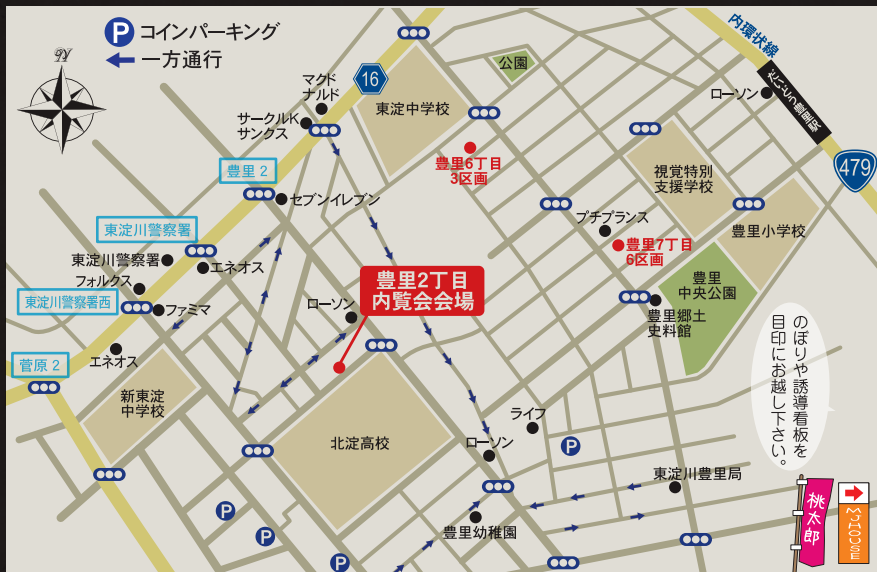 P コインパーキング
一方通行
N
内環状線
だいどう豊里駅
479
16
マクド
ナルド
サークルK
サンクス
東淀中学校
公園
ローソン
豊里6丁目
3区画
視覚特別
支援学校
豊里2
セブンイレブン
プチプランス
豊里小学校
東淀川警察署
豊里7丁目
6区画
東淀川警察署
エネオス
フォルクス
豊里2丁目
内覧会会場
豊里
中央公園
東淀川警察署西
ファミマ
ローソン
豊里郷土
史料館
エネオス
菅原2
新東淀
中学校
北淀高校
ライフ
ローソン
P
東淀川豊里局
P
P
P
豊里幼稚園
のぼりや誘導看板を
目印にお越し下さい。
桃太郎
MJHOUSE